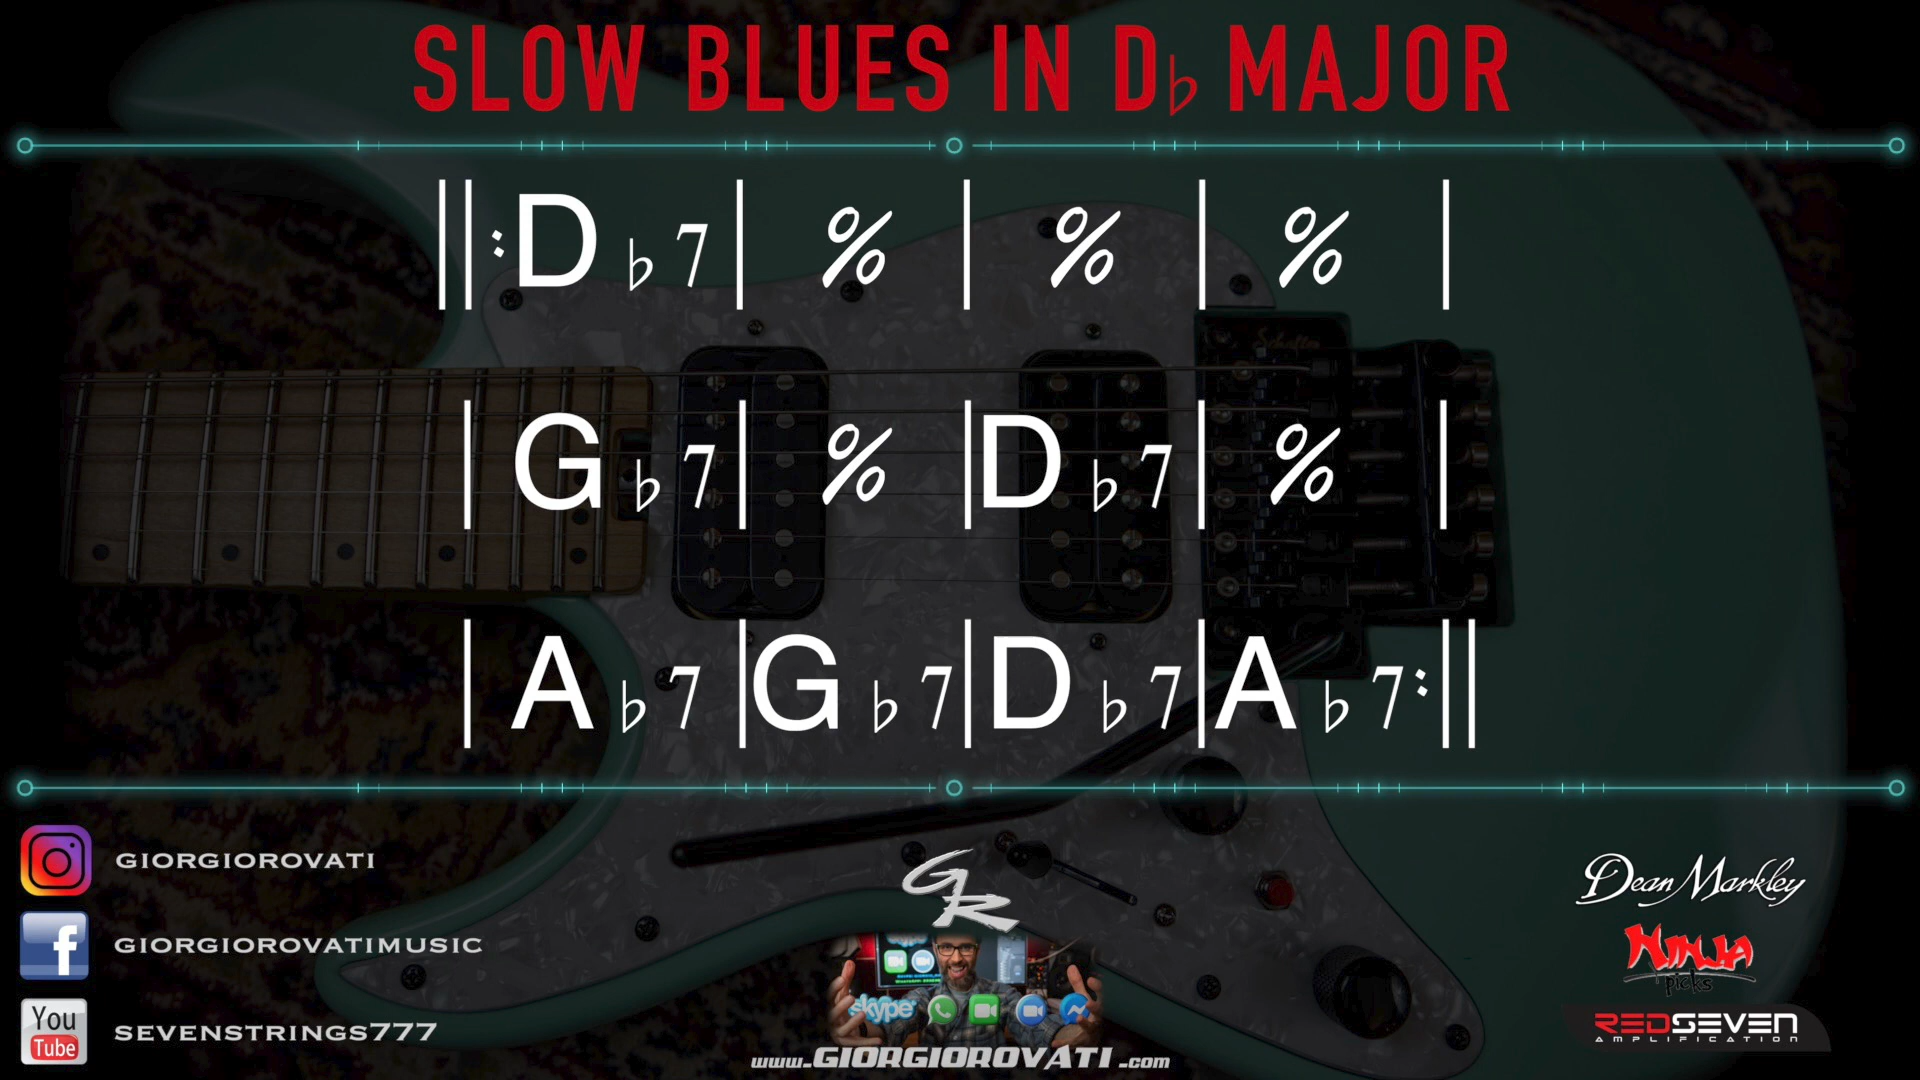 SLOW BLUES IN D♭ MAJOR
||:D♭7 | % | % | % |
| G♭7 | % | D♭7 | % |
| A♭7 | G♭7 | D♭7 | A♭7:||
Schaller
GIORGIOROVATI
GIORGIOROVATIMUSIC
You
Tube
SEVENSTRINGS777
GR
skype
www.GIORGIOROVATI.com
Dean Markley
NINJA
picks
REDSEVEN
AMPLIFICATION